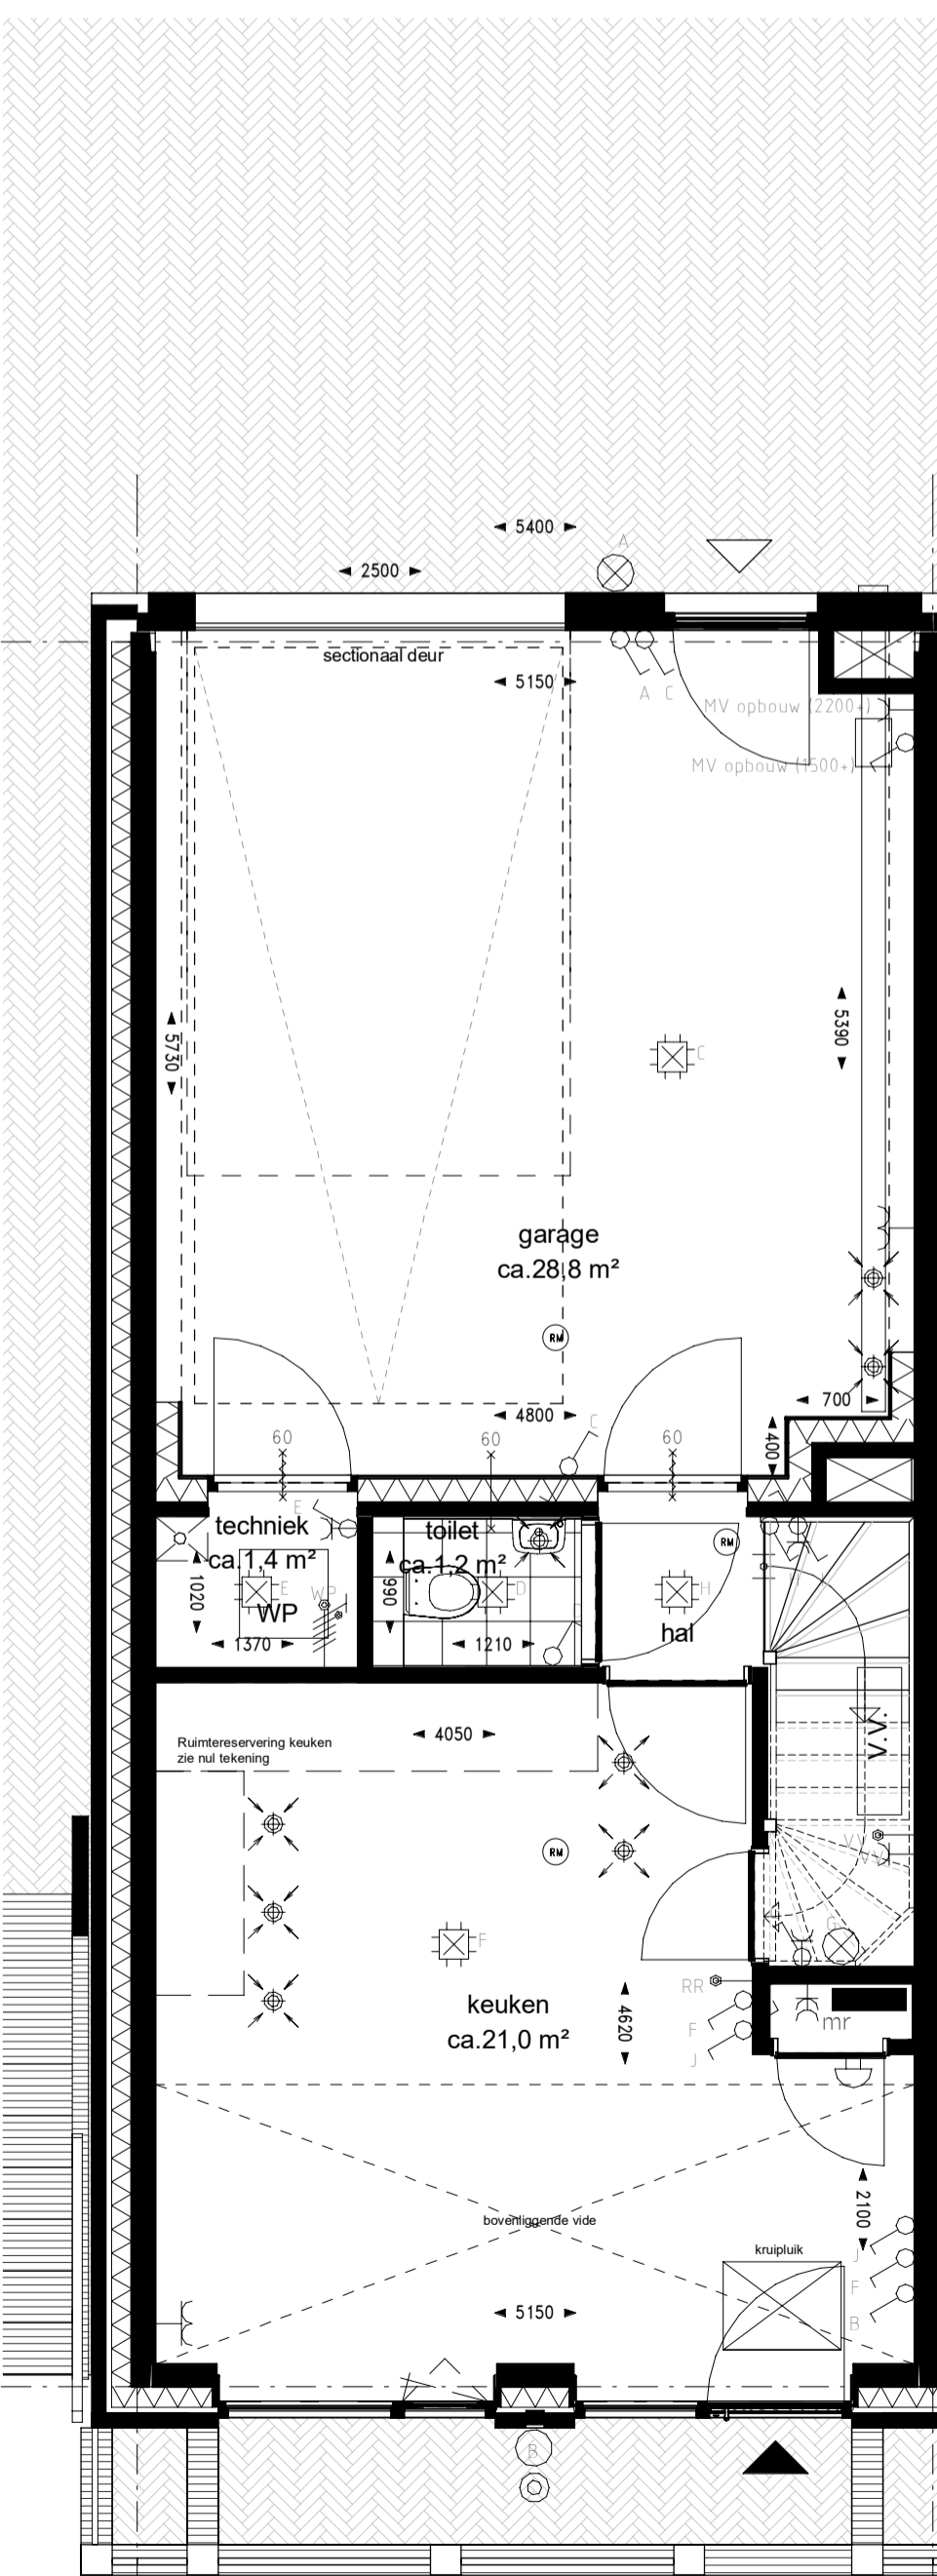 5400
A
2500
sectionaal deur
5150
A C
MV opbouw (2200+)
MV opbouw (1500+)
5390
5730
C
garage
ca.28,8 m²
RM
700
4800
C
400
60
60
60
E
techniek
ca.1,4 m²
toilet
ca.1,2 m²
RM
1020
E
WP
WP
990
D
H
hal
1370
1210
D
Ruimtereservering keuken
zie nul tekening
4050
V.V.
RM
F
G
keuken
ca.21,0 m²
RR
4620
F
J
mr
2100
bovenliggende vide
kruipluik
J
F
B
5150
B